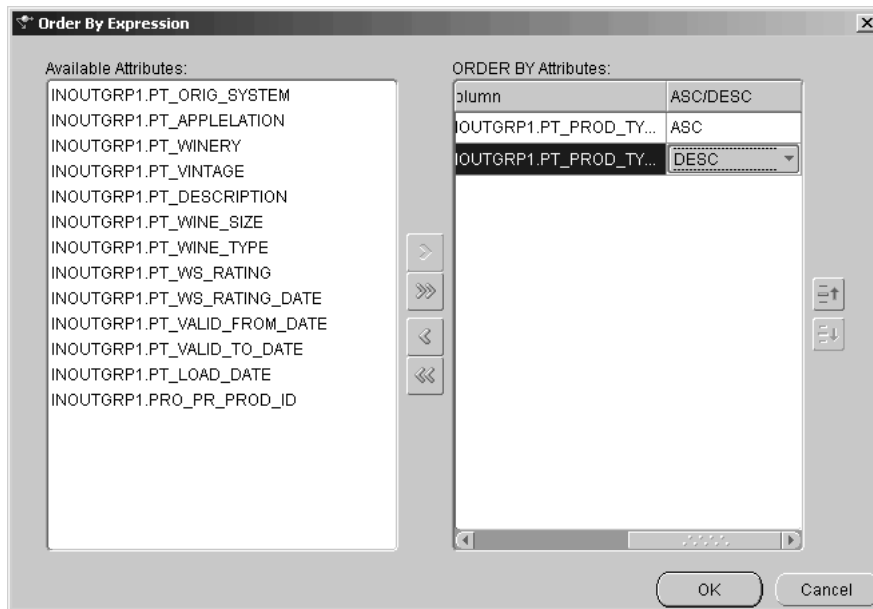 Order By Expression
Available Attributes:
INOUTGRP1.PT_ORIG_SYSTEM
INOUTGRP1.PT_APPLELATION
INOUTGRP1.PT_WINERY
INOUTGRP1.PT_VINTAGE
INOUTGRP1.PT_DESCRIPTION
INOUTGRP1.PT_WINE_SIZE
INOUTGRP1.PT_WINE_TYPE
INOUTGRP1.PT_WS_RATING
INOUTGRP1.PT_WS_RATING_DATE
INOUTGRP1.PT_VALID_FROM_DATE
INOUTGRP1.PT_VALID_TO_DATE
INOUTGRP1.PT_LOAD_DATE
INOUTGRP1.PRO_PR_PROD_ID
ORDER BY Attributes:
olumn ASC/DESC
IOUTGRP1.PT_PROD_TY... ASC
IOUTGRP1.PT_PROD_TY... DESC
OK Cancel